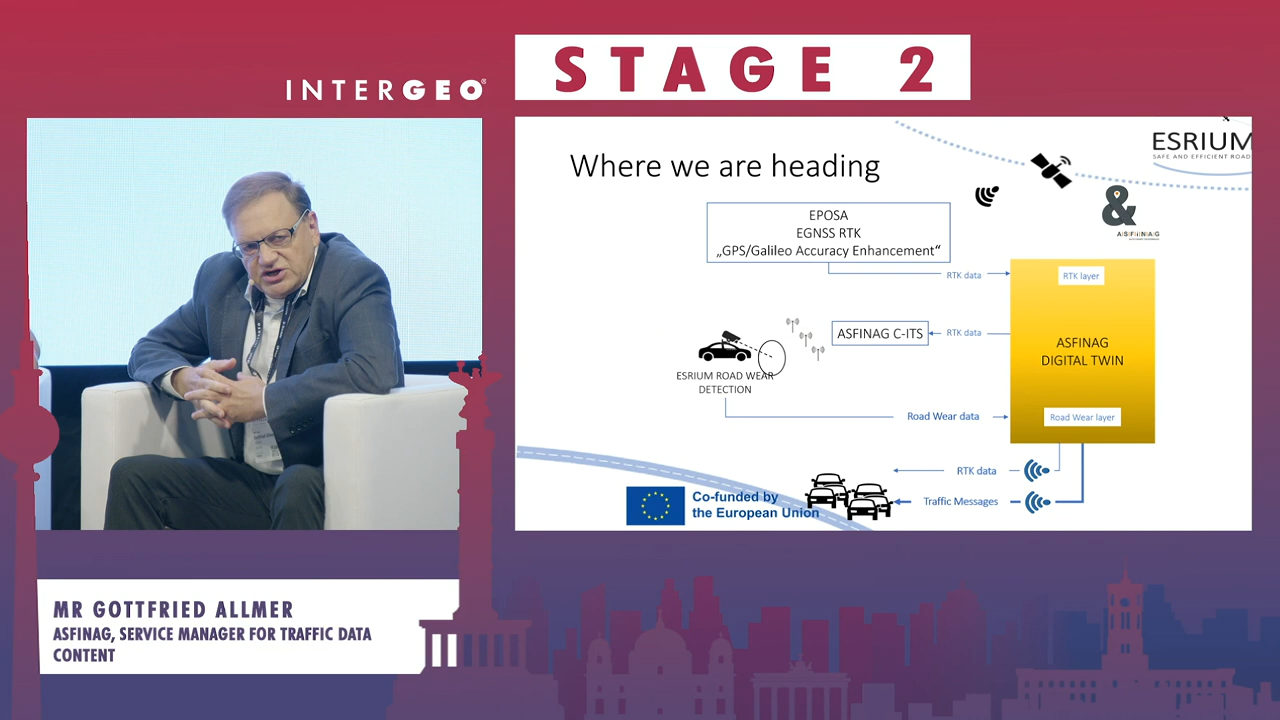 INTERGEO
STAGE 2
Where we are heading
ESRIUM
SAFE AND EFFICIENT ROAD
&
ASFINAG
EPOSA
EGNSS RTK
„GPS/Galileo Accuracy Enhancement“
RTK data
RTK layer
ASFINAG C-ITS
RTK data
ASFINAG
DIGITAL TWIN
ESRIUM ROAD WEAR
DETECTION
Road Wear data
Road Wear layer
RTK data
Traffic Messages
Co-funded by
the European Union
MR GOTTFRIED ALLMER
ASFINAG, SERVICE MANAGER FOR TRAFFIC DATA
CONTENT